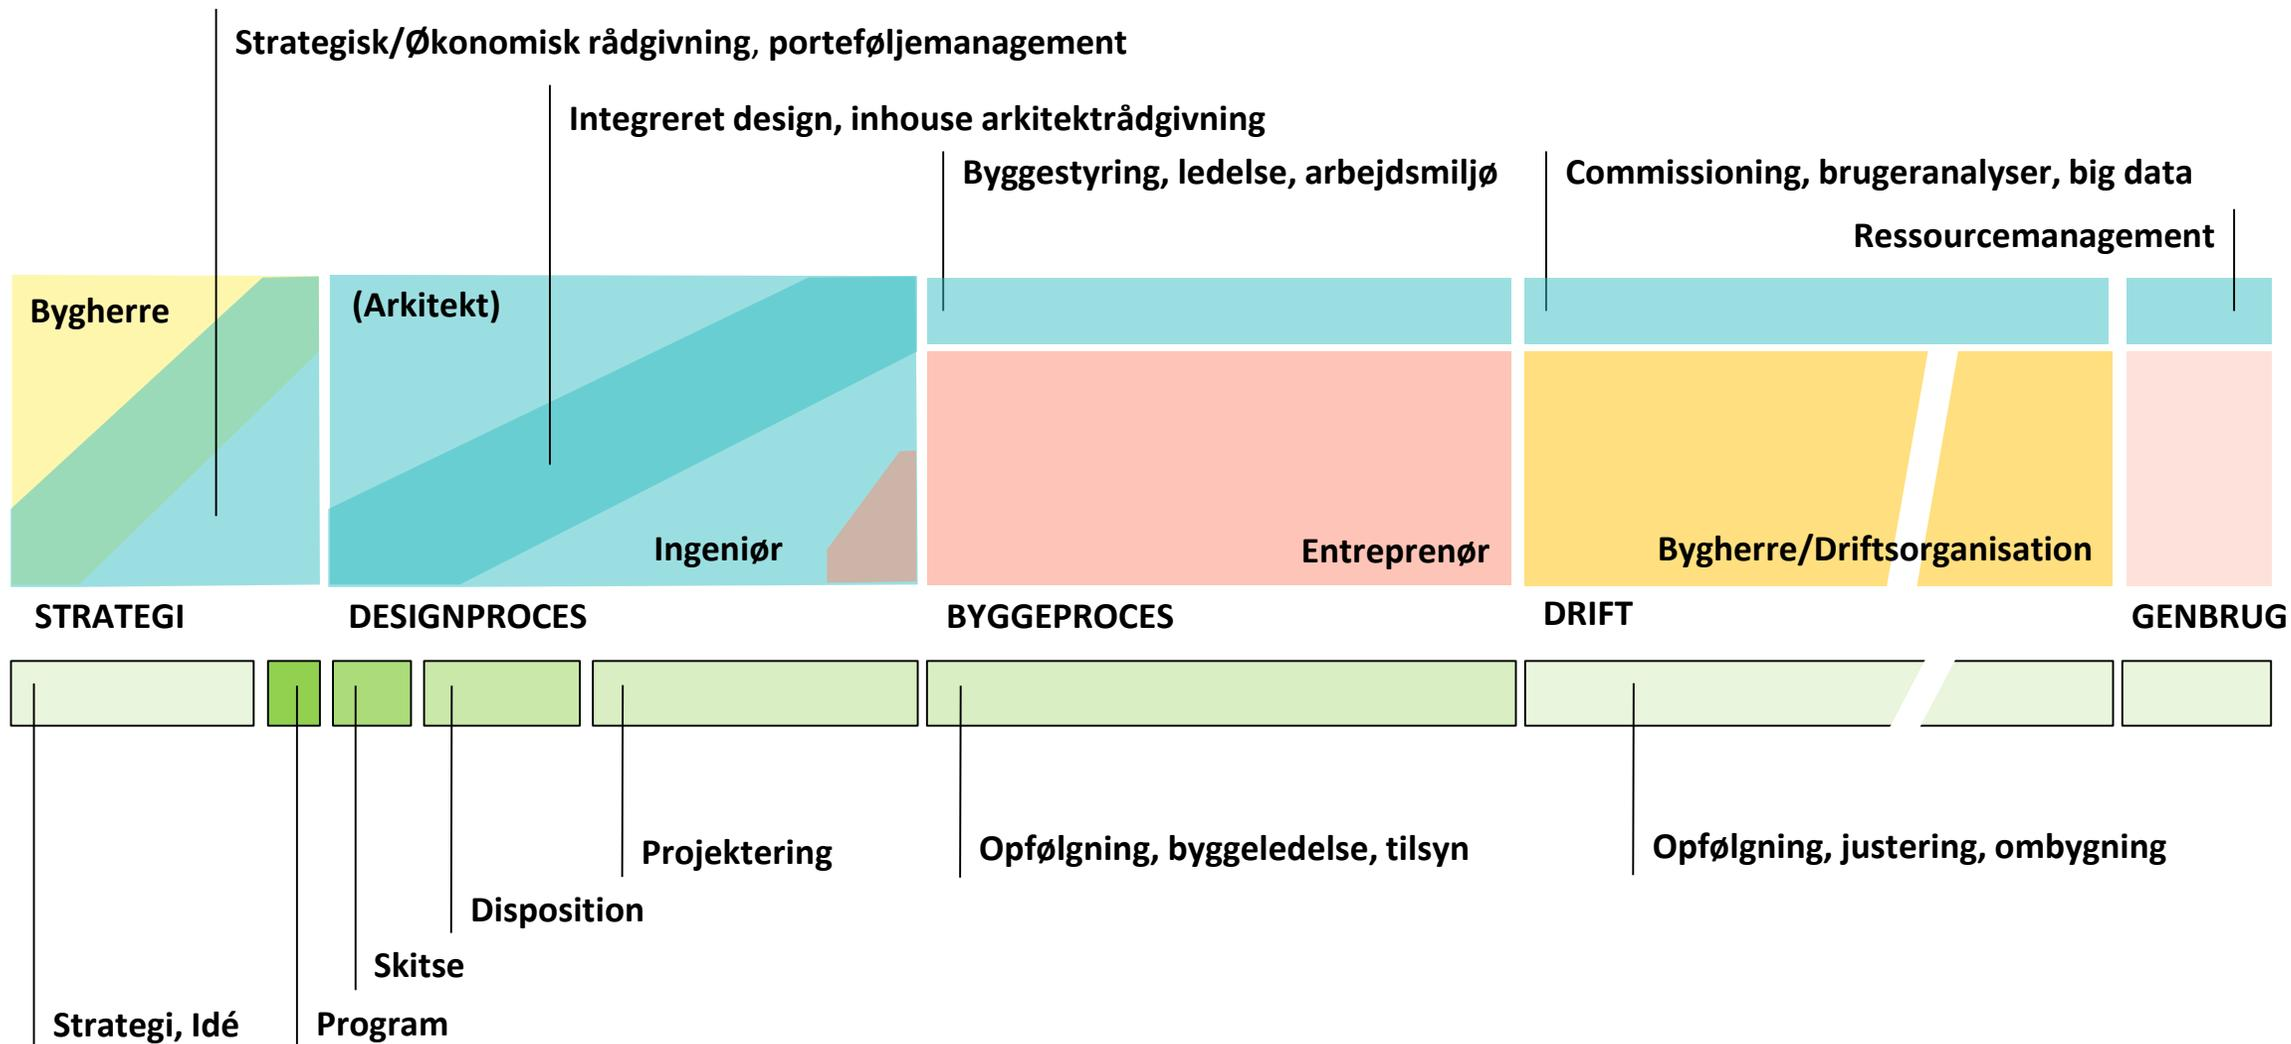 Strategisk/Økonomisk rådgivning, porteføljemanagement
Integreret design, inhouse arkitektrådgivning
Byggestyring, ledelse, arbejdsmiljø
Commissioning, brugeranalyser, big data
Ressourcemanagement
Bygherre
(Arkitekt)
Ingeniør
Entreprenør
Bygherre/Driftsorganisation
STRATEGI
DESIGNPROCES
BYGGEPROCES
DRIFT
GENBRUG
Projektering
Opfølgning, byggeledelse, tilsyn
Opfølgning, justering, ombygning
Disposition
Skitse
Strategi, Idé
Program